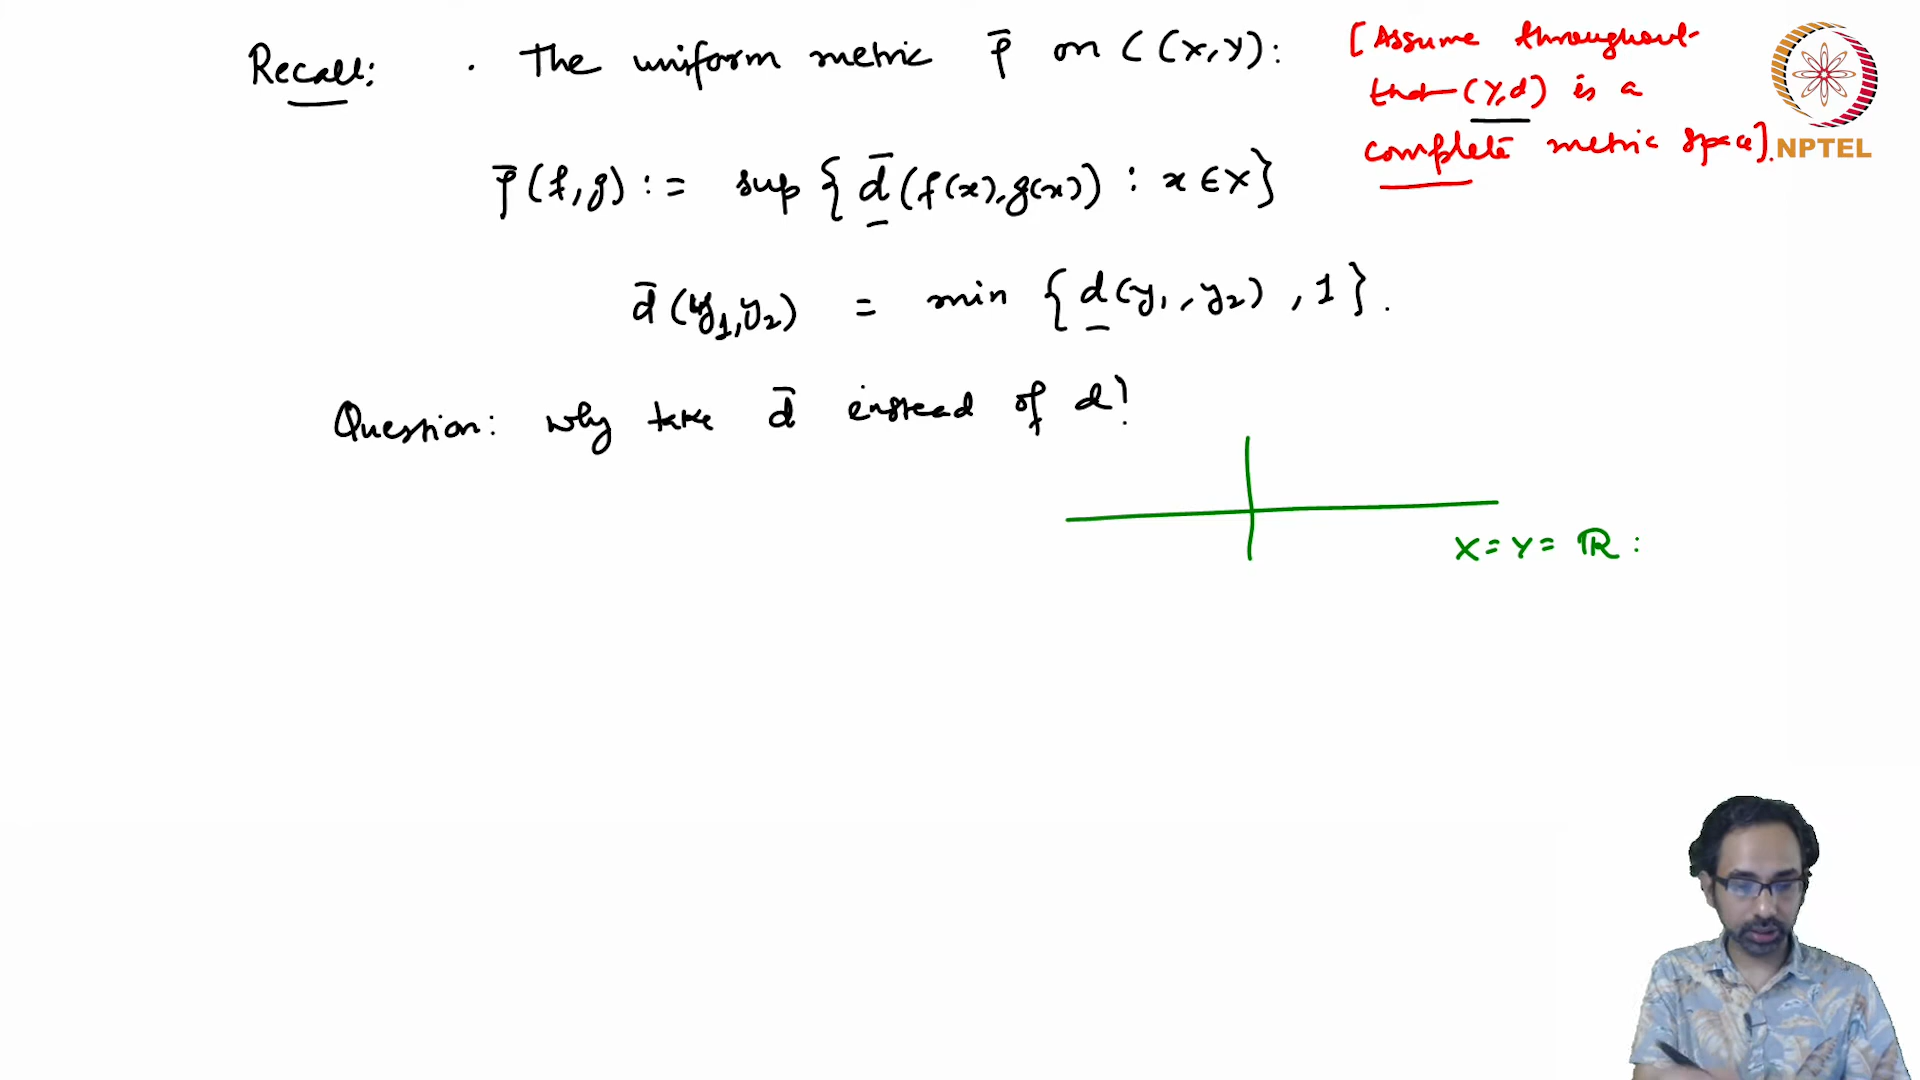 Recall: · The uniform metric ρ̄ on C(X,Y): [Assume throughout
that (Y,d) is a
complete metric space].
NPTEL
ρ̄(f,g) := sup { d̄(f(x),g(x)) : x ∈ X}
d̄(y₁,y₂) = min { d(y₁,y₂), 1 }.
Question: why take d̄ instead of d?
X = Y = ℝ :